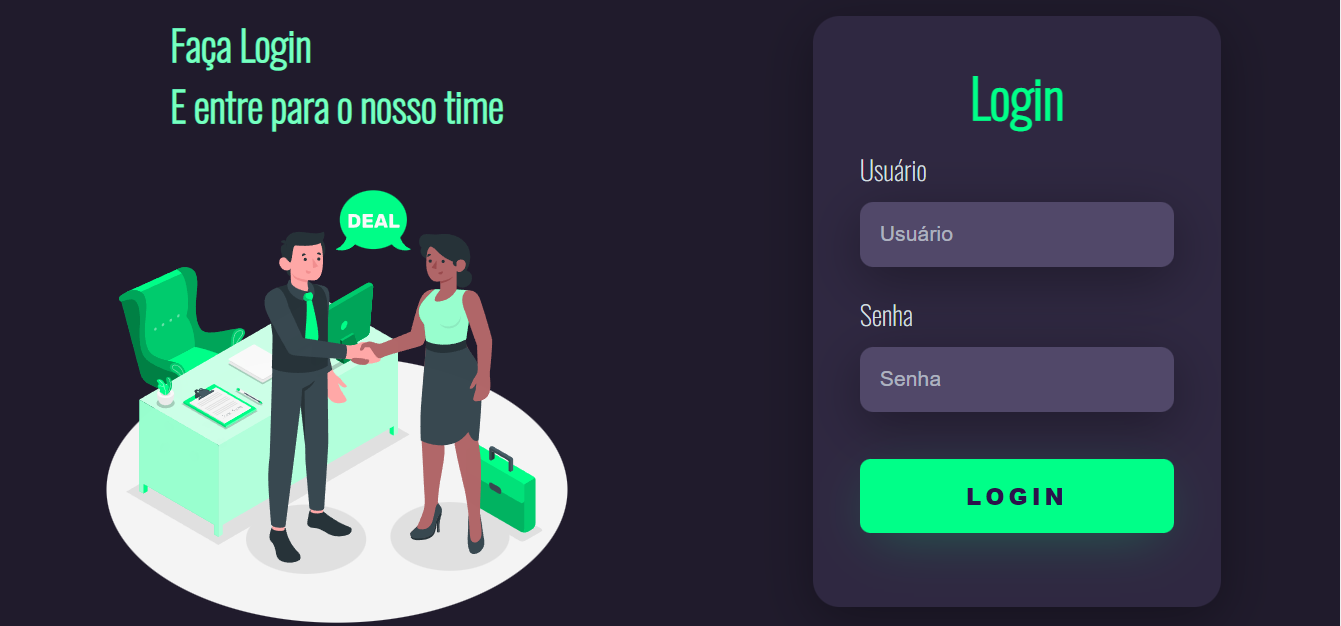 Faça Login
E entre para o nosso time
DEAL
Login
Usuário
Usuário
Senha
Senha
LOGIN